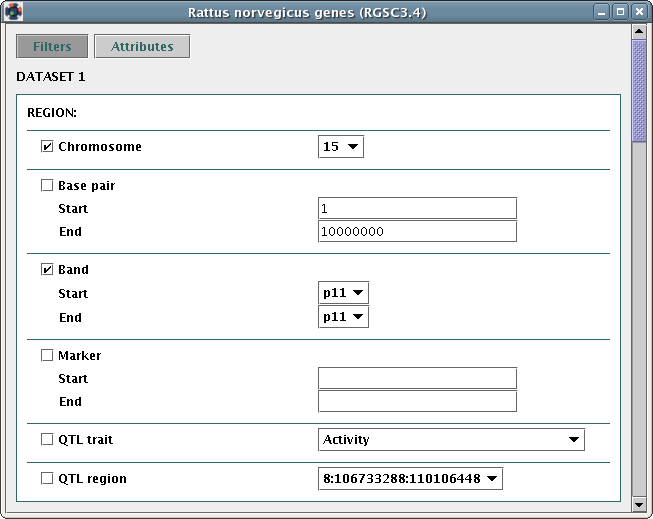 Rattus norvegicus genes (RGSC3.4)
Filters Attributes
DATASET 1
REGION:
Chromosome 15
Base pair
Start 1
End 10000000
Band
Start p11
End p11
Marker
Start
End
QTL trait Activity
QTL region 8:106733288:110106448